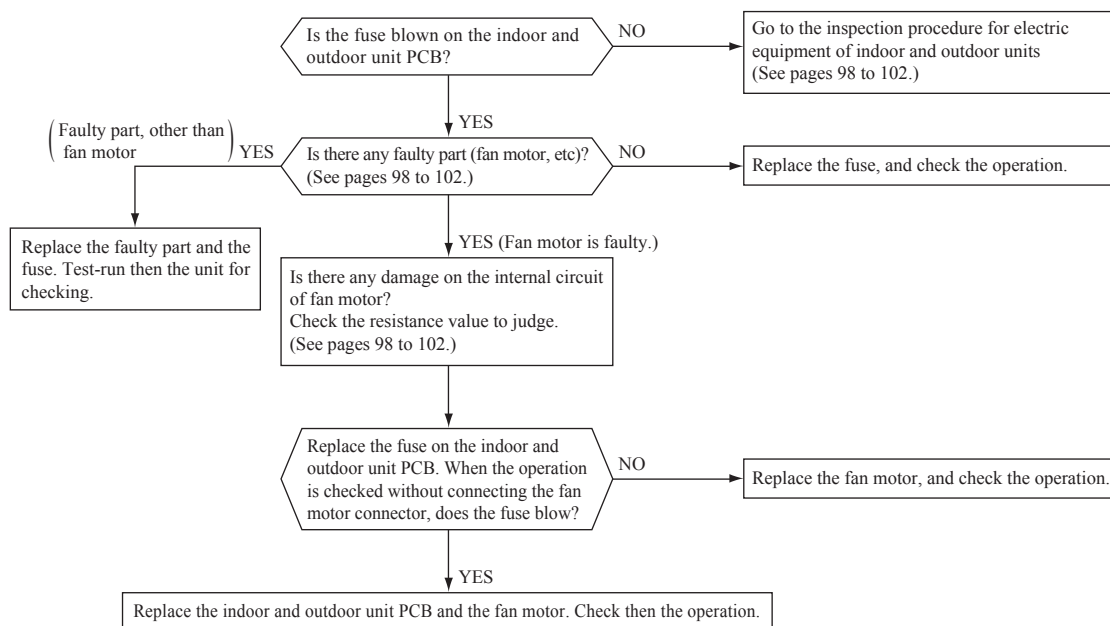 Is the fuse blown on the indoor and
outdoor unit PCB?
NO
Go to the inspection procedure for electric
equipment of indoor and outdoor units
(See pages 98 to 102.)
YES
(Faulty part, other than
fan motor)
YES
Is there any faulty part (fan motor, etc)?
(See pages 98 to 102.)
NO
Replace the fuse, and check the operation.
Replace the faulty part and the
fuse. Test-run then the unit for
checking.
YES (Fan motor is faulty.)
Is there any damage on the internal circuit
of fan motor?
Check the resistance value to judge.
(See pages 98 to 102.)
Replace the fuse on the indoor and
outdoor unit PCB. When the operation
is checked without connecting the fan
motor connector, does the fuse blow?
NO
Replace the fan motor, and check the operation.
YES
Replace the indoor and outdoor unit PCB and the fan motor. Check then the operation.